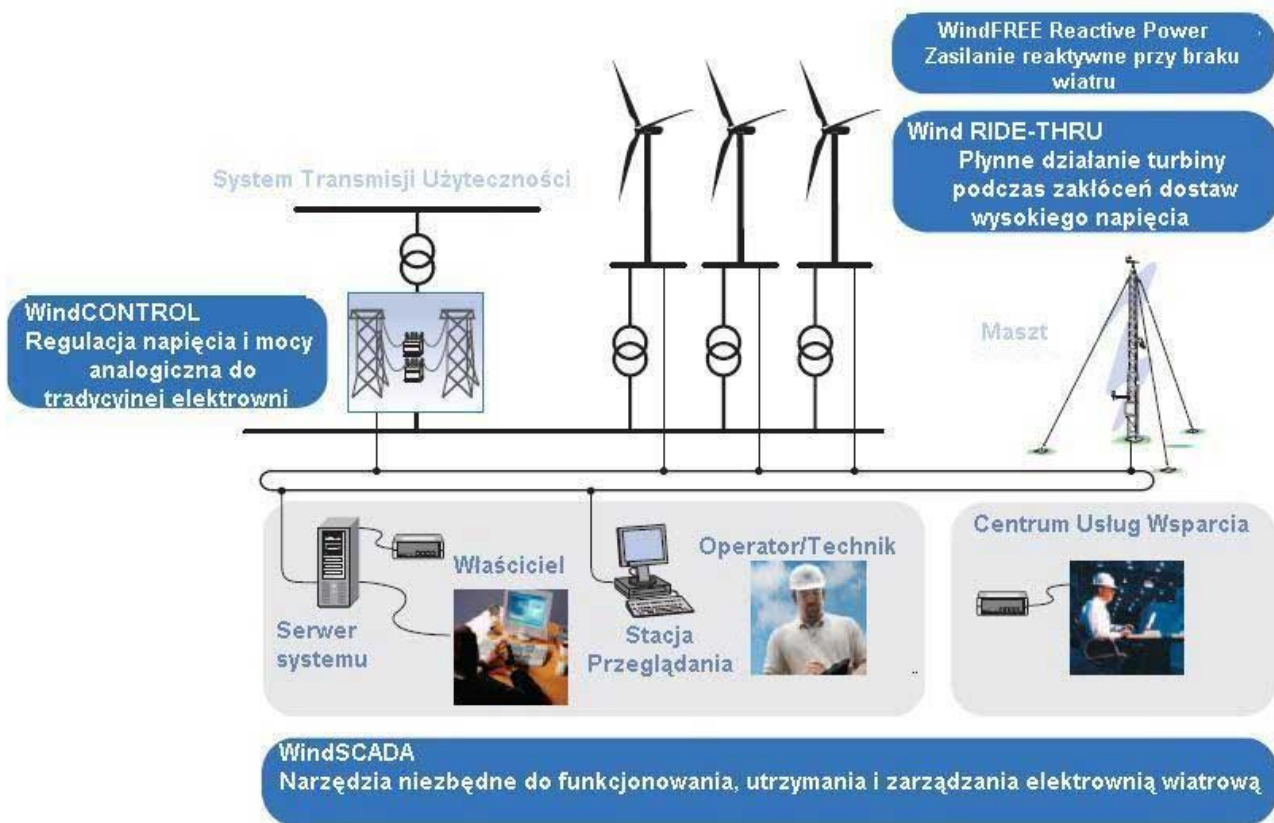 WindFREE Reactive Power
Zasilanie reaktywne przy braku
wiatru
Wind RIDE-THRU
Płynne działanie turbiny
podczas zakłóceń dostaw
wysokiego napięcia
System Transmisji Użyteczności
WindCONTROL
Regulacja napięcia i mocy
analogiczna do
tradycyjnej elektrowni
Maszt
Właściciel
Operator/Technik
Centrum Usług Wsparcia
Serwer
systemu
Stacja
Przeglądania
WindSCADA
Narzędzia niezbędne do funkcjonowania, utrzymania i zarządzania elektrownią wiatrową